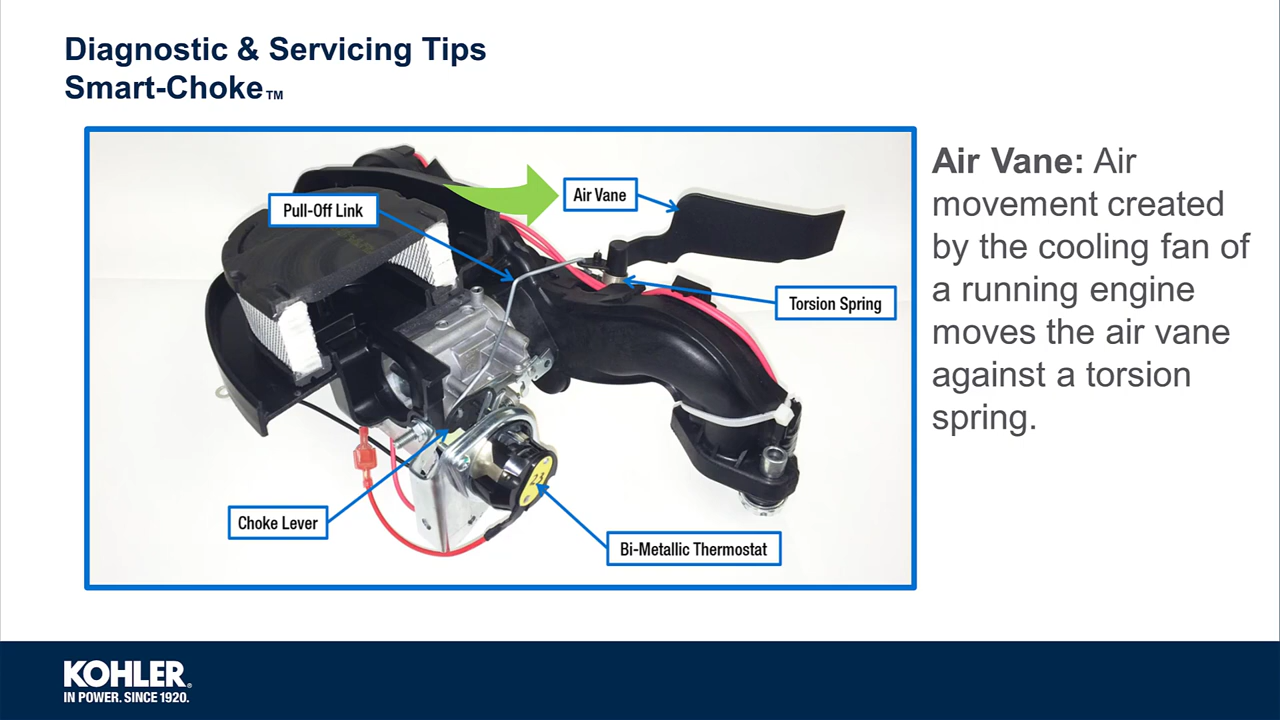 Diagnostic & Servicing Tips
Smart-Choke™
Air Vane
Pull-Off Link
Torsion Spring
Choke Lever
Bi-Metallic Thermostat
23
Air Vane: Air
movement created
by the cooling fan of
a running engine
moves the air vane
against a torsion
spring.
KOHLER®
IN POWER. SINCE 1920.